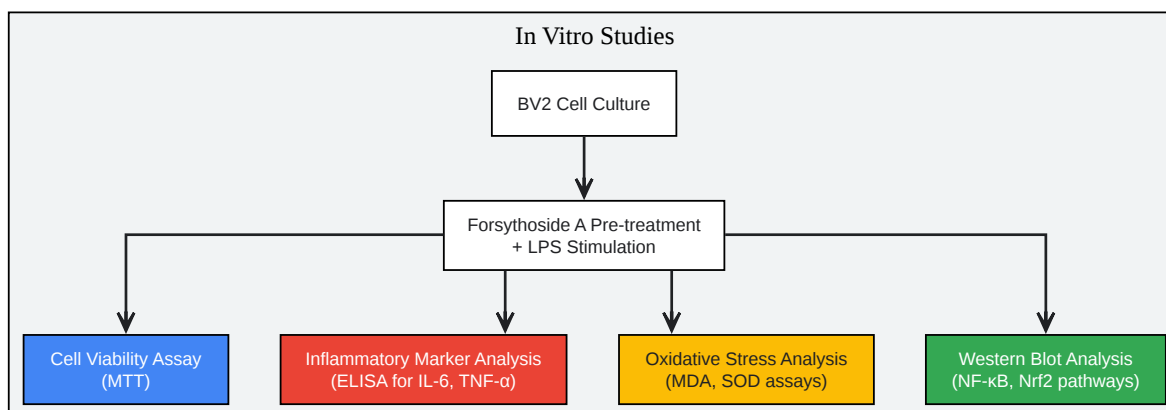 In Vitro Studies
BV2 Cell Culture
Forsythoside A Pre-treatment
+ LPS Stimulation
Cell Viability Assay
(MTT)
Inflammatory Marker Analysis
(ELISA for IL-6, TNF-α)
Oxidative Stress Analysis
(MDA, SOD assays)
Western Blot Analysis
(NF-κB, Nrf2 pathways)